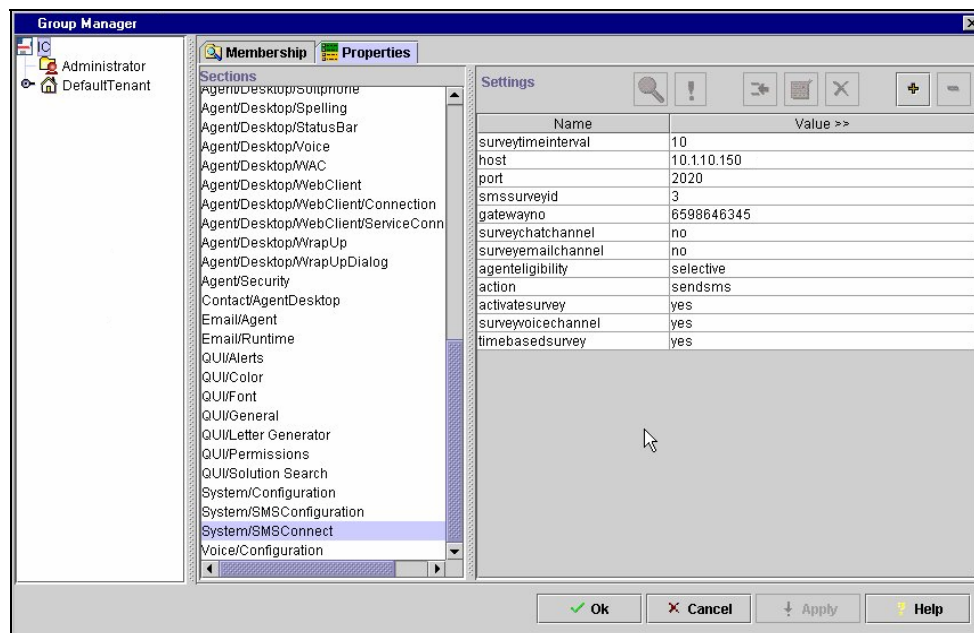 Group Manager
IC
Administrator
DefaultTenant
Membership
Properties
Sections
Agent/Desktop/Softphone
Agent/Desktop/Spelling
Agent/Desktop/StatusBar
Agent/Desktop/Voice
Agent/Desktop/WAC
Agent/Desktop/WebClient
Agent/Desktop/WebClient/Connection
Agent/Desktop/WebClient/ServiceConn
Agent/Desktop/WrapUp
Agent/Desktop/WrapUpDialog
Agent/Security
Contact/AgentDesktop
Email/Agent
Email/Runtime
QUI/Alerts
QUI/Color
QUI/Font
QUI/General
QUI/Letter Generator
QUI/Permissions
QUI/Solution Search
System/Configuration
System/SMSConfiguration
System/SMSConnect
Voice/Configuration
Settings
Name Value >>
surveytimeinterval 10
host 10.1.10.150
port 2020
smssurveyid 3
gatewayno 6598646345
surveychatchannel no
surveyemailchannel no
agenteligibility selective
action sendsms
activatesurvey yes
surveyvoicechannel yes
timebasedsurvey yes
Ok Cancel Apply Help